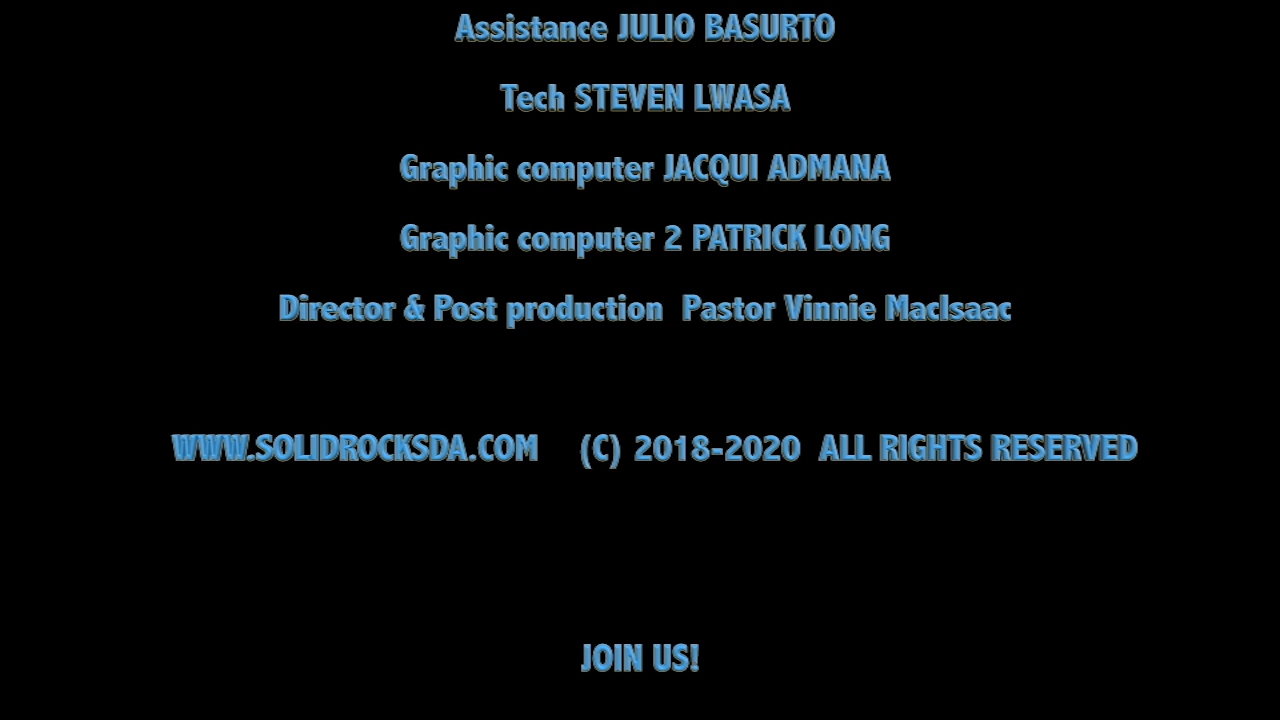 Assistance JULIO BASURTO
Tech STEVEN LWASA
Graphic computer JACQUI ADMANA
Graphic computer 2 PATRICK LONG
Director & Post production Pastor Vinnie MacIsaac
WWW.SOLIDROCKSDA.COM (C) 2018-2020 ALL RIGHTS RESERVED
JOIN US!